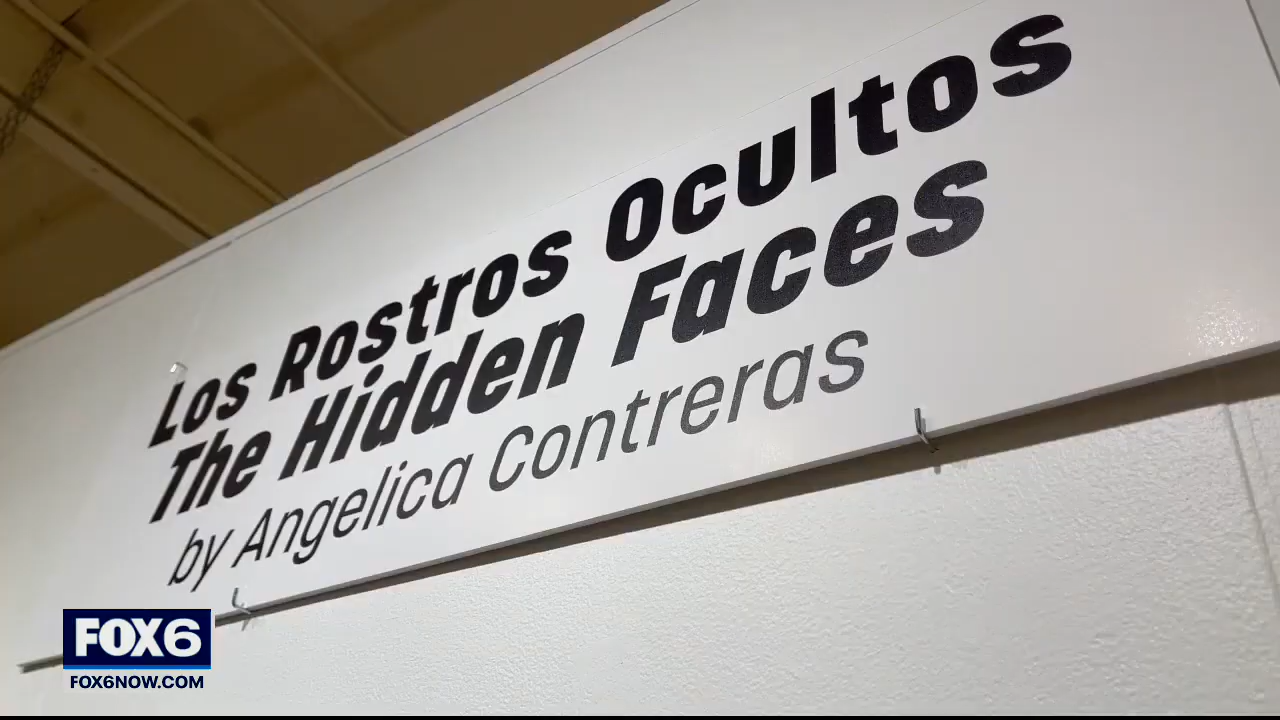 Los Rostros Ocultos
The Hidden Faces
by Angelica Contreras
FOX6
FOX6NOW.COM